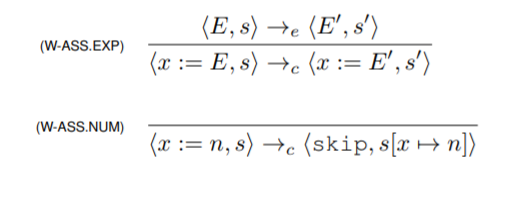 ⟨E, s⟩ →e ⟨E′, s′⟩
(W-ASS.EXP)
⟨x := E, s⟩ →c ⟨x := E′, s′⟩
(W-ASS.NUM)
⟨x := n, s⟩ →c ⟨skip, s[x ↦ n]⟩